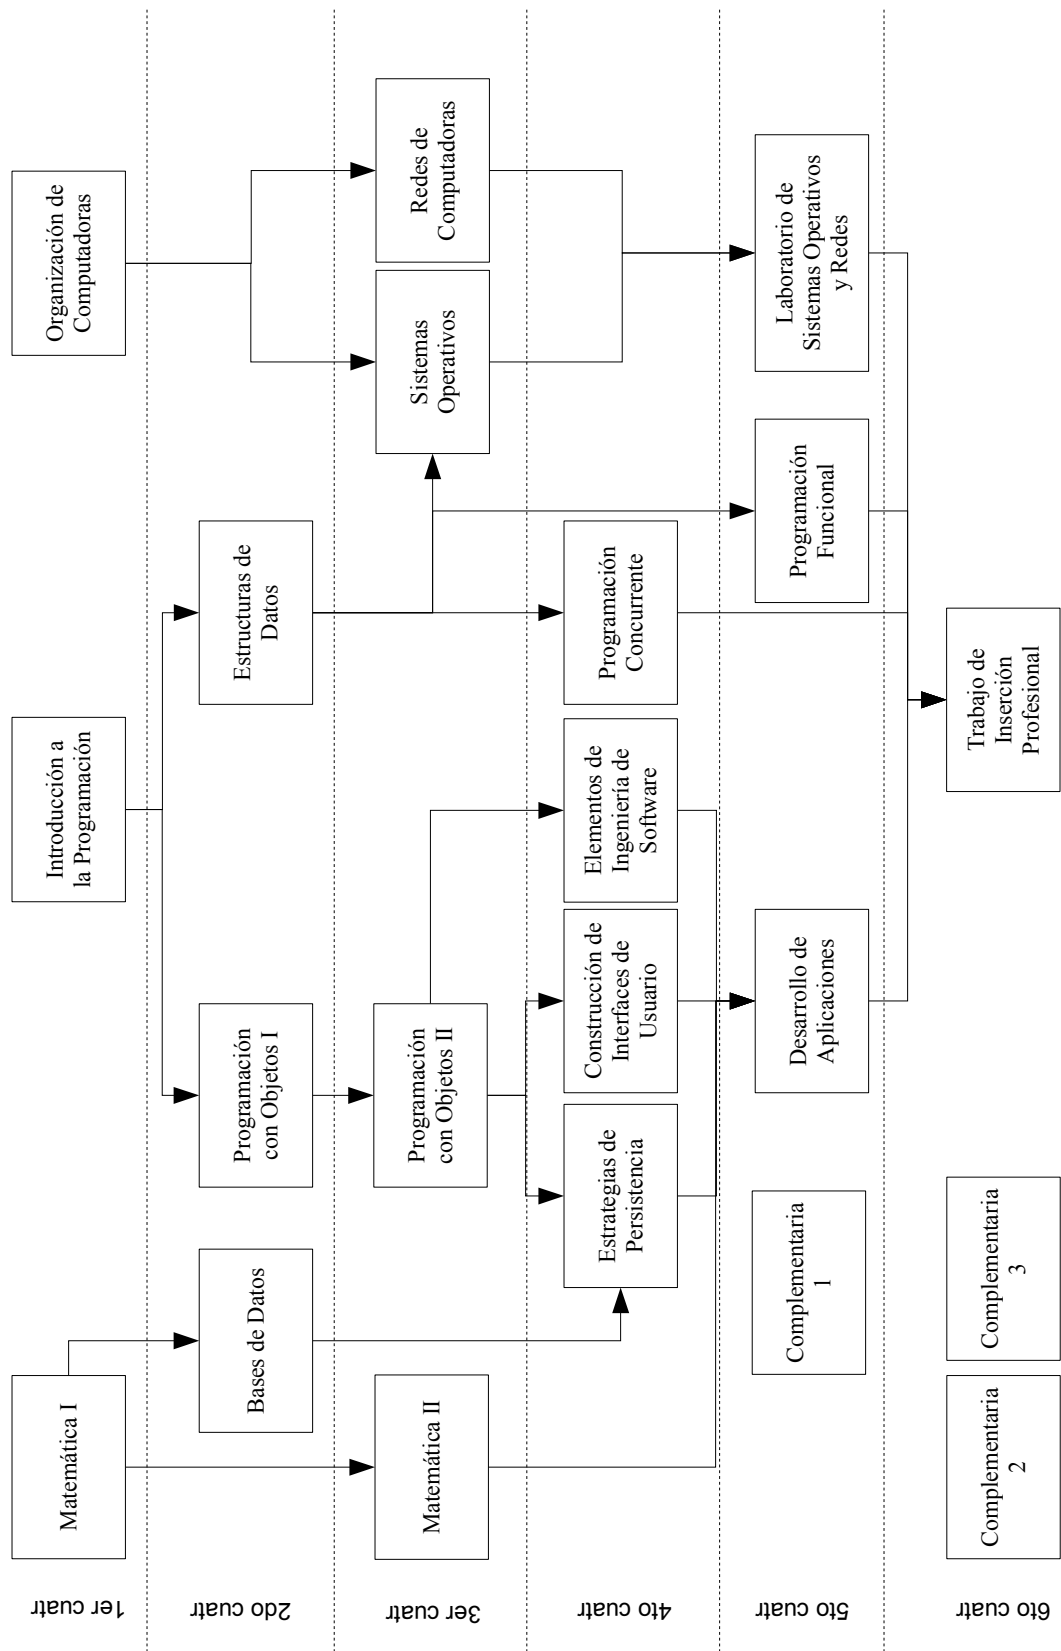 1er cuatr
Matemática I
Introducción a
la Programación
Organización de
Computadoras
2do cuatr
Bases de Datos
Programación
con Objetos I
Estructuras de
Datos
3er cuatr
Matemática II
Programación
con Objetos II
Sistemas
Operativos
Redes de
Computadoras
4to cuatr
Estrategias de
Persistencia
Construcción de
Interfaces de
Usuario
Elementos de
Ingeniería de
Software
Programación
Concurrente
5to cuatr
Complementaria
1
Desarrollo de
Aplicaciones
Programación
Funcional
Laboratorio de
Sistemas Operativos
y Redes
6to cuatr
Complementaria
2
Complementaria
3
Trabajo de
Inserción
Profesional